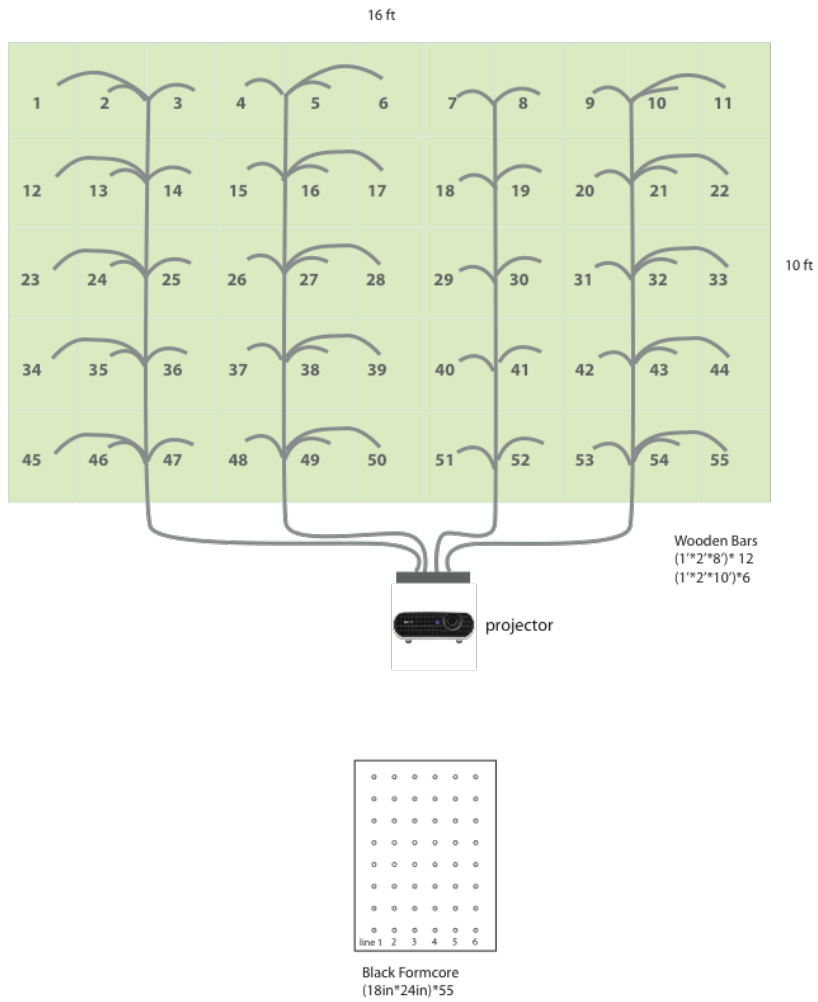 16 ft
1 2 3 4 5 6 7 8 9 10 11
12 13 14 15 16 17 18 19 20 21 22
10 ft
23 24 25 26 27 28 29 30 31 32 33
34 35 36 37 38 39 40 41 42 43 44
45 46 47 48 49 50 51 52 53 54 55
Wooden Bars
(1'*2'*8')* 12
(1'*2'*10')*6
projector
line 1 2 3 4 5 6
Black Formcore
(18in*24in)*55